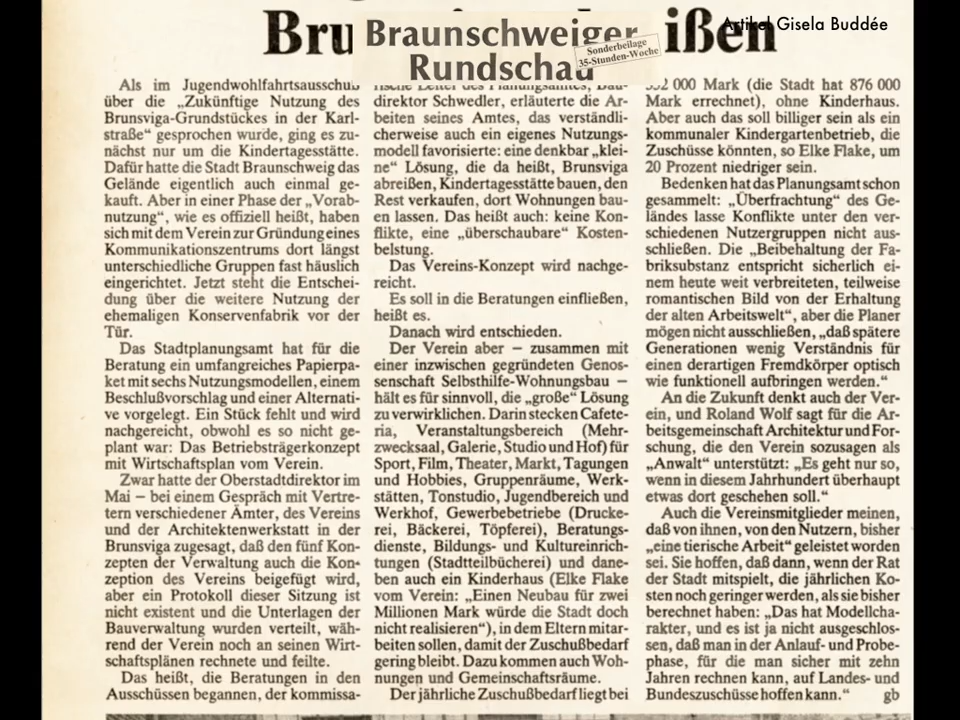 Artikel Gisela Buddée
Bru
ißen
Braunschweiger
Rundschau
Sonderbeilage
35-Stunden-Woche
Als im Jugendwohlfahrtsausschuß
über die „Zukünftige Nutzung des
Brunsviga-Grundstückes in der Karl-
straße“ gesprochen wurde, ging es zu-
nächst nur um die Kindertagesstätte.
Dafür hatte die Stadt Braunschweig das
Gelände eigentlich auch einmal ge-
kauft. Aber in einer Phase der „Vorab-
nutzung“, wie es offiziell heißt, haben
sich mit dem Verein zur Gründung eines
Kommunikationszentrums dort längst
unterschiedliche Gruppen fast häuslich
eingerichtet. Jetzt steht die Entschei-
dung über die weitere Nutzung der
ehemaligen Konservenfabrik vor der
Tür.
Das Stadtplanungsamt hat für die
Beratung ein umfangreiches Papierpa-
ket mit sechs Nutzungsmodellen, einem
Beschlußvorschlag und einer Alternati-
ve vorgelegt. Ein Stück fehlt und wird
nachgereicht, obwohl es so nicht ge-
plant war: Das Betriebsträgerkonzept
mit Wirtschaftsplan vom Verein.
Zwar hatte der Oberstadtdirektor im
Mai – bei einem Gespräch mit Vertre-
tern verschiedener Ämter, des Vereins
und der Architektenwerkstatt in der
Brunsviga zugesagt, daß den fünf Kon-
zepten der Verwaltung auch die Kon-
zeption des Vereins beigefügt wird,
aber ein Protokoll dieser Sitzung ist
nicht existent und die Unterlagen der
Bauverwaltung wurden verteilt, wäh-
rend der Verein noch an seinen Wirt-
schaftsplänen rechnete und feilte.
Das heißt, die Beratungen in den
Ausschüssen begannen, der kommissa-
rische Leiter des Planungsamtes, Bau-
direktor Schwedler, erläuterte die Ar-
beiten seines Amtes, das verständli-
cherweise auch ein eigenes Nutzungs-
modell favorisierte: eine denkbar „klei-
ne“ Lösung, die da heißt, Brunsviga
abreißen, Kindertagesstätte bauen, den
Rest verkaufen, dort Wohnungen bau-
en lassen. Das heißt auch: keine Kon-
flikte, eine „überschaubare“ Kosten-
belstung.
Das Vereins-Konzept wird nachge-
reicht.
Es soll in die Beratungen einfließen,
heißt es.
Danach wird entschieden.
Der Verein aber – zusammen mit
einer inzwischen gegründeten Genos-
senschaft Selbsthilfe-Wohnungsbau –
hält es für sinnvoll, die „große“ Lösung
zu verwirklichen. Darin stecken Cafete-
ria, Veranstaltungsbereich (Mehr-
zwecksaal, Galerie, Studio und Hof) für
Sport, Film, Theater, Markt, Tagungen
und Hobbies, Gruppenräume, Werk-
stätten, Tonstudio, Jugendbereich und
Werkhof, Gewerbebetriebe (Drucke-
rei, Bäckerei, Töpferei), Beratungs-
dienste, Bildungs- und Kultureinrich-
tungen (Stadtteilbücherei) und dane-
ben auch ein Kinderhaus (Elke Flake
vom Verein: „Einen Neubau für zwei
Millionen Mark würde die Stadt doch
nicht realisieren“), in dem Eltern mitar-
beiten sollen, damit der Zuschußbedarf
gering bleibt. Dazu kommen auch Woh-
nungen und Gemeinschaftsräume.
Der jährliche Zuschußbedarf liegt bei
000 Mark (die Stadt hat 876 000
Mark errechnet), ohne Kinderhaus.
Aber auch das soll billiger sein als ein
kommunaler Kindergartenbetrieb, die
Zuschüsse könnten, so Elke Flake, um
20 Prozent niedriger sein.
Bedenken hat das Planungsamt schon
gesammelt: „Überfrachtung“ des Ge-
ländes lasse Konflikte unter den ver-
schiedenen Nutzergruppen nicht aus-
schließen. Die „Beibehaltung der Fa-
briksubstanz entspricht sicherlich ei-
nem heute weit verbreiteten, teilweise
romantischen Bild von der Erhaltung
der alten Arbeitswelt“, aber die Planer
mögen nicht ausschließen, „daß spätere
Generationen wenig Verständnis für
einen derartigen Fremdkörper optisch
wie funktionell aufbringen werden.“
An die Zukunft denkt auch der Ver-
ein, und Roland Wolf sagt für die Ar-
beitsgemeinschaft Architektur und For-
schung, die den Verein sozusagen als
„Anwalt“ unterstützt: „Es geht nur so,
wenn in diesem Jahrhundert überhaupt
etwas dort geschehen soll.“
Auch die Vereinsmitglieder meinen,
daß von ihnen, von den Nutzern, bisher
„eine tierische Arbeit“ geleistet worden
sei. Sie hoffen, daß dann, wenn der Rat
der Stadt mitspielt, die jährlichen Ko-
sten noch geringer werden, als sie bisher
berechnet haben: „Das hat Modellcha-
rakter, und es ist ja nicht ausgeschlos-
sen, daß man in der Anlauf- und Probe-
phase, für die man sicher mit zehn
Jahren rechnen kann, auf Landes- und
Bundeszuschüsse hoffen kann.“ gb